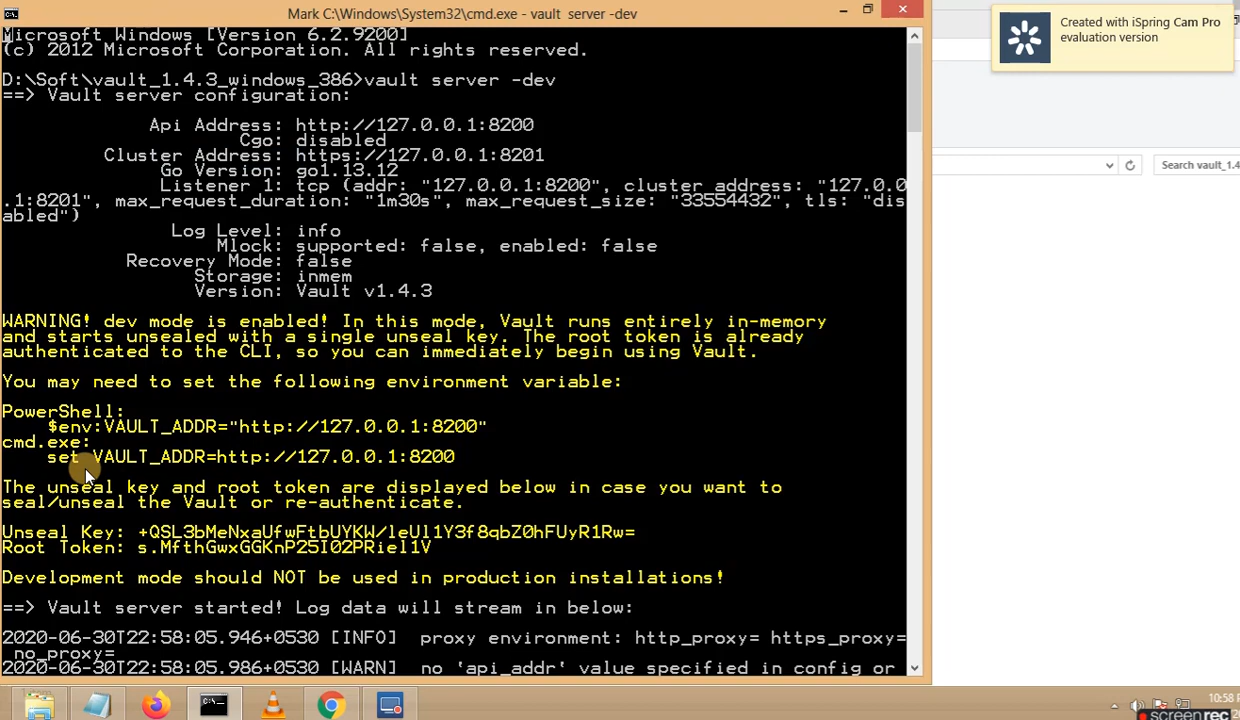 Mark C:\Windows\System32\cmd.exe - vault  server -dev
Created with iSpring Cam Pro
evaluation version
Microsoft Windows [Version 6.2.9200]
(c) 2012 Microsoft Corporation. All rights reserved.
D:\Soft\vault_1.4.3_windows_386>vault server -dev
==> Vault server configuration:
Api Address: http://127.0.0.1:8200
Cgo: disabled
Cluster Address: https://127.0.0.1:8201
Go Version: go1.13.12
Listener 1: tcp (addr: "127.0.0.1:8200", cluster_address: "127.0.0
.1:8201", max_request_duration: "1m30s", max_request_size: "33554432", tls: "dis
abled")
Log Level: info
Mlock: supported: false, enabled: false
Recovery Mode: false
Storage: inmem
Version: Vault v1.4.3
WARNING! dev mode is enabled! In this mode, Vault runs entirely in-memory
and starts unsealed with a single unseal key. The root token is already
authenticated to the CLI, so you can immediately begin using Vault.
You may need to set the following environment variable:
PowerShell:
$env:VAULT_ADDR="http://127.0.0.1:8200"
cmd.exe:
set VAULT_ADDR=http://127.0.0.1:8200
The unseal key and root token are displayed below in case you want to
seal/unseal the Vault or re-authenticate.
Unseal Key: +QSL3bMeNxaUfwFtbUYKW/leUl1Y3f8qbZ0hFUyR1Rw=
Root Token: s.MfthGwxGGKnP25I02PRiel1V
Development mode should NOT be used in production installations!
==> Vault server started! Log data will stream in below:
2020-06-30T22:58:05.946+0530 [INFO]  proxy environment: http_proxy= https_proxy=
no_proxy=
2020-06-30T22:58:05.986+0530 [WARN]  no 'api_addr' value specified in config or
Search vault_1.4
10:58 P
screenrec